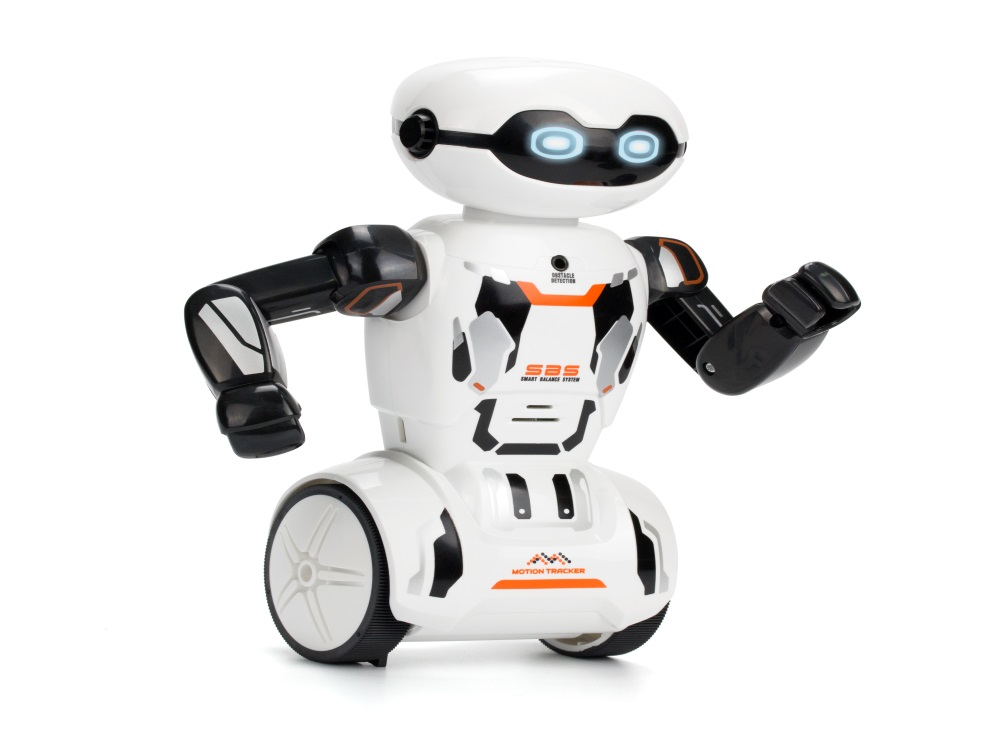 OBSTACLE
DETECTION
SBS
SMART BALANCE SYSTEM
MOTION TRACKER